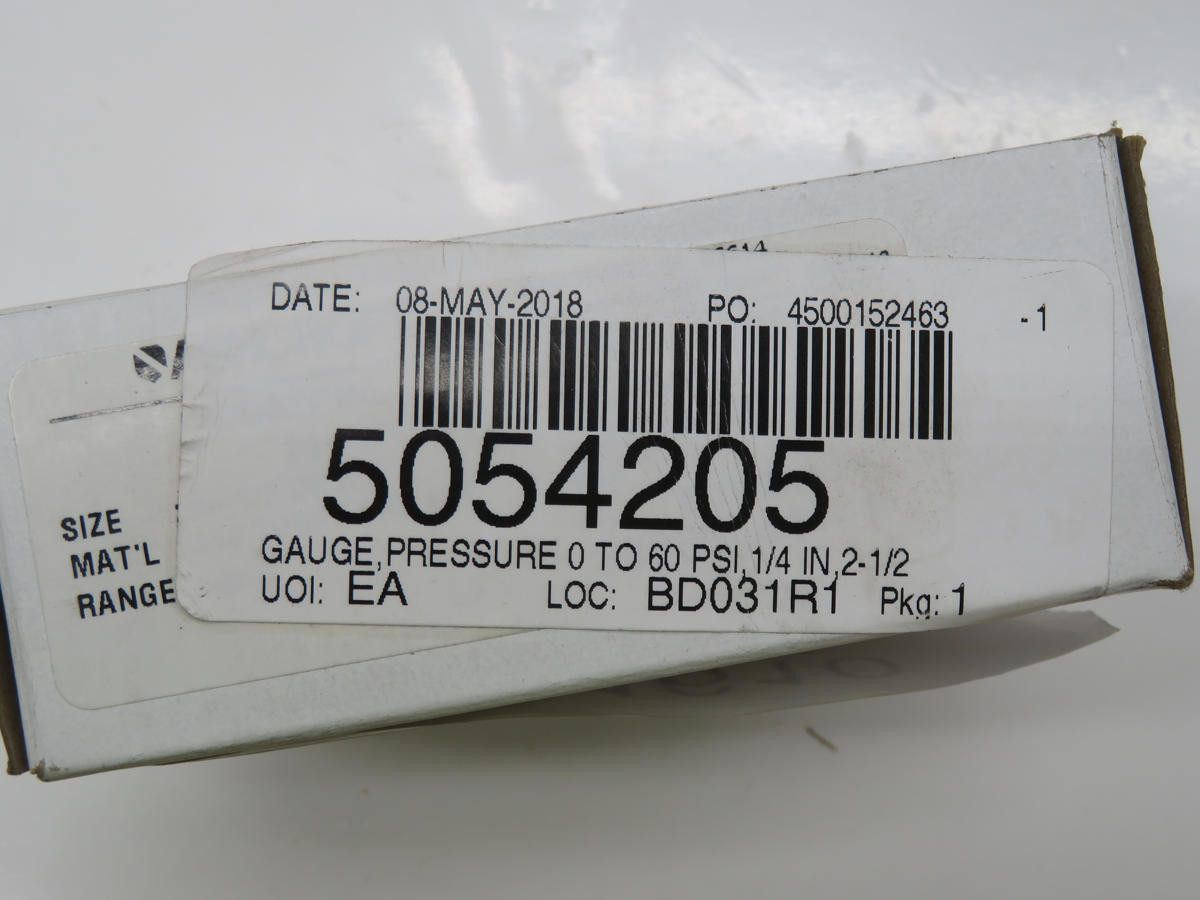 DATE: 08-MAY-2018 PO: 4500152463 -1
5054205
GAUGE,PRESSURE 0 TO 60 PSI,1/4 IN,2-1/2
UOI: EA LOC: BD031R1 Pkg: 1
SIZE
MAT'L
RANGE